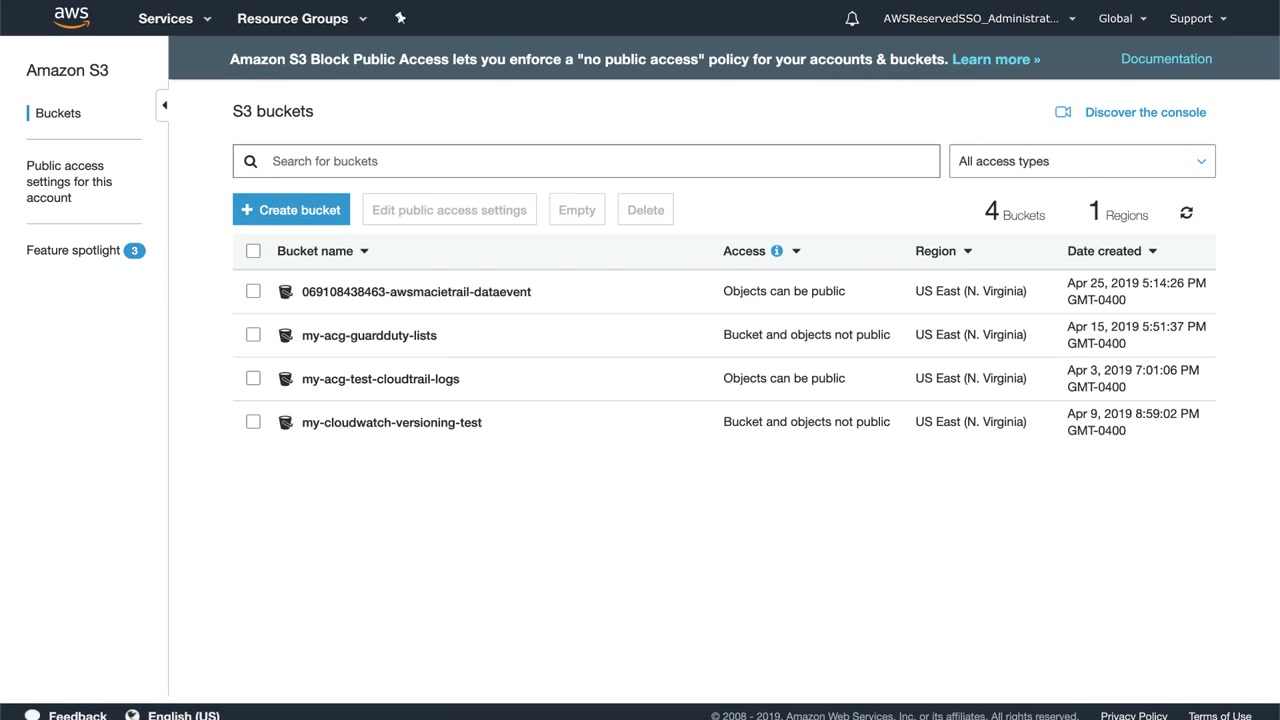 aws
Services
Resource Groups
AWSReservedSSO_Administrat...
Global
Support
Amazon S3
Buckets
Public access
settings for this
account
Feature spotlight 3
Amazon S3 Block Public Access lets you enforce a "no public access" policy for your accounts & buckets. Learn more »
Documentation
S3 buckets
Discover the console
Search for buckets
All access types
+ Create bucket
Edit public access settings
Empty
Delete
4 Buckets
1 Regions
Bucket name
Access
Region
Date created
069108438463-awsmacietrail-dataevent
Objects can be public
US East (N. Virginia)
Apr 25, 2019 5:14:26 PM
GMT-0400
my-acg-guardduty-lists
Bucket and objects not public
US East (N. Virginia)
Apr 15, 2019 5:51:37 PM
GMT-0400
my-acg-test-cloudtrail-logs
Objects can be public
US East (N. Virginia)
Apr 3, 2019 7:01:06 PM
GMT-0400
my-cloudwatch-versioning-test
Bucket and objects not public
US East (N. Virginia)
Apr 9, 2019 8:59:02 PM
GMT-0400
Feedback
English (US)
© 2008 - 2019, Amazon Web Services, Inc. or its affiliates. All rights reserved.
Privacy Policy
Terms of Use